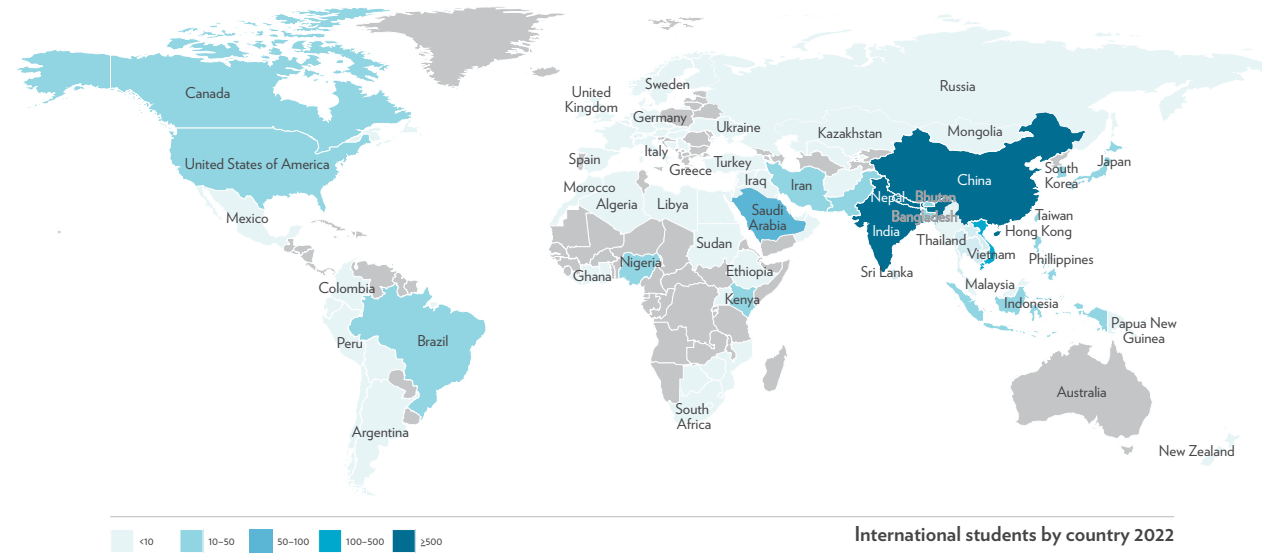 Canada
United States of America
Mexico
Colombia
Peru
Brazil
Argentina
United
Kingdom
Sweden
Germany
Ukraine
Italy
Spain
Greece
Turkey
Morocco
Algeria
Libya
Iraq
Iran
Saudi
Arabia
Sudan
Ghana
Nigeria
Ethiopia
Kenya
South
Africa
Russia
Kazakhstan
Mongolia
China
South
Korea
Japan
Nepal
Bhutan
Bangladesh
India
Sri Lanka
Taiwan
Hong Kong
Thailand
Vietnam
Phillippines
Malaysia
Indonesia
Papua New
Guinea
Australia
New Zealand
<10
10–50
50–100
100–500
≥500
International students by country 2022